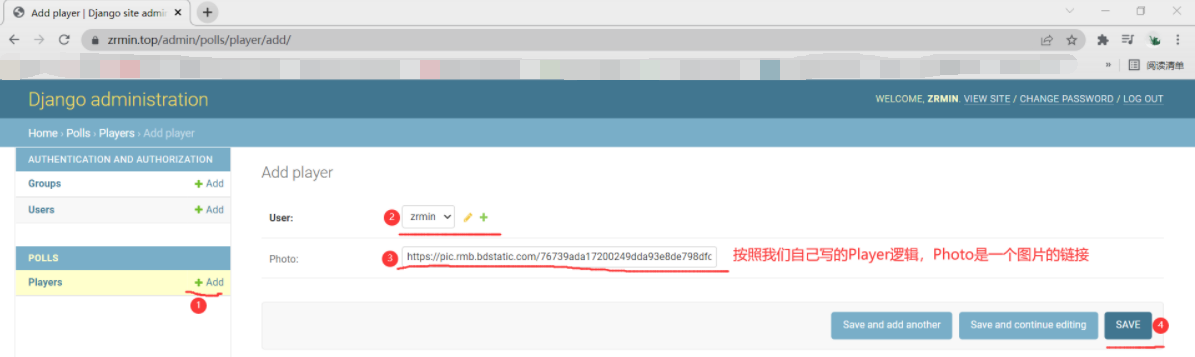 Add player | Django site admin
zrmin.top/admin/polls/player/add/
» 阅读清单
Django administration
WELCOME, ZRMIN. VIEW SITE / CHANGE PASSWORD / LOG OUT
Home › Polls › Players › Add player
AUTHENTICATION AND AUTHORIZATION
Groups + Add
Users + Add
POLLS
Players + Add
1
Add player
User: 2 zrmin
Photo: 3 https://pic.rmb.bdstatic.com/76739ada17200249dda93e8de798dfc 按照我们自己写的Player逻辑，Photo是一个图片的链接
Save and add another Save and continue editing SAVE 4